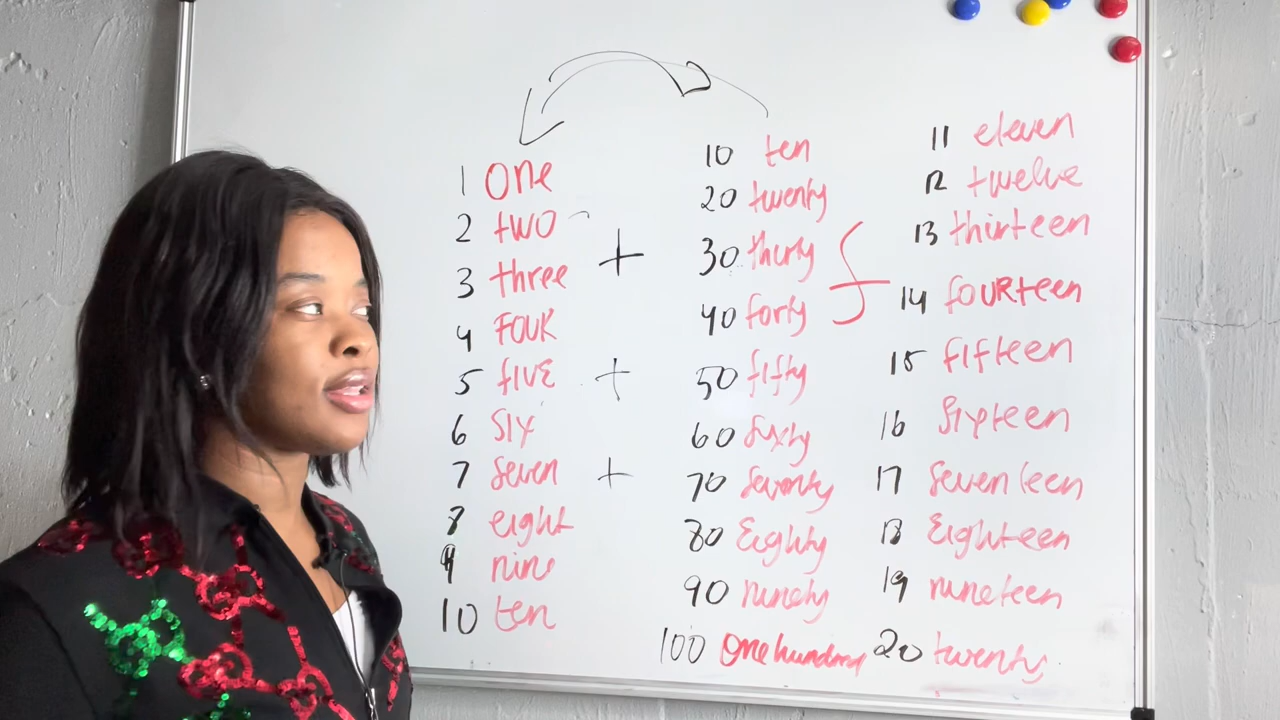 1 one
2 two
3 three
4 FOUR
5 fIVE
6 SIX
7 seven
8 eight
9 nine
10 ten
+
+
+
10 ten
20 twenty
30 thirty
40 forty
50 fifty
60 sixty
70 seventy
80 Eighty
90 ninety
100 one hundred
11 eleven
12 twelve
13 thirteen
14 fOURteen
15 fifteen
16 Sixteen
17 Seventeen
18 Eighteen
19 nineteen
20 twenty